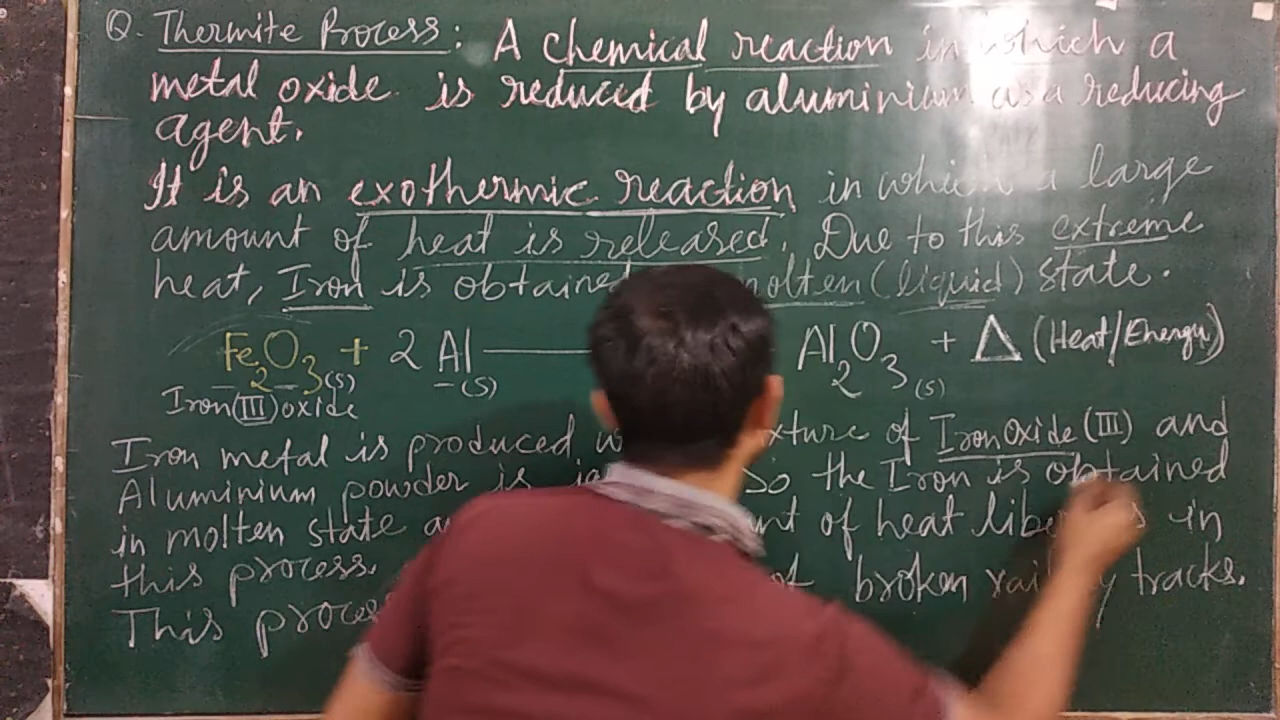 Q. Thermite Process: A chemical reaction in which a
metal oxide is reduced by aluminium as a reducing
agent.
It is an exothermic reaction in which a large
amount of heat is released. Due to this extreme
heat, Iron is obtained molten (liquid) state.
Fe2O3(s) + 2 Al(s) Al2O3(s) + Δ (Heat/Energy)
Iron(III)oxide
Iron metal is produced mixture of Iron Oxide (III) and
Aluminium powder is So the Iron is obtained
in molten state of heat in
this process.
This process of broken railway tracks.